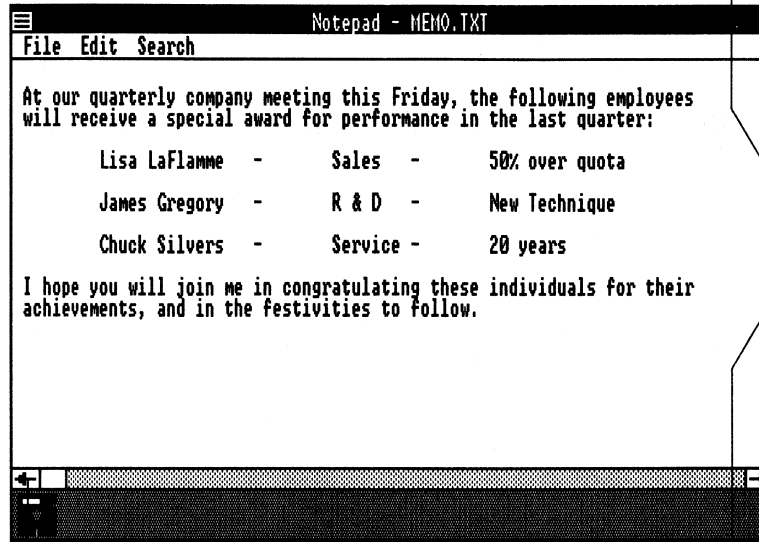 Notepad - MEMO.TXT
File Edit Search
At our quarterly company meeting this Friday, the following employees
will receive a special award for performance in the last quarter:
Lisa LaFlamme - Sales - 50% over quota
James Gregory - R & D - New Technique
Chuck Silvers - Service - 20 years
I hope you will join me in congratulating these individuals for their
achievements, and in the festivities to follow.